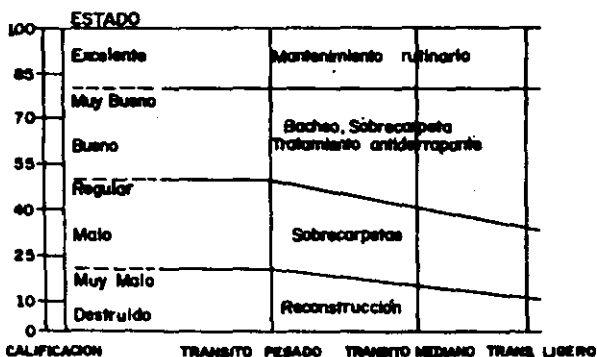 ESTADO
100
Excelente Mantenimiento rutinario
85
Muy Bueno
70
Bacheo, Sobrecarpeta
Bueno Tratamiento antiderrapante
55
Regular
40
Malo Sobrecarpetas
25
Muy Malo
10 Reconstrucción
Destruído
0
CALIFICACION TRANSITO PESADO TRANSITO MEDIANO TRANS. LIGERO